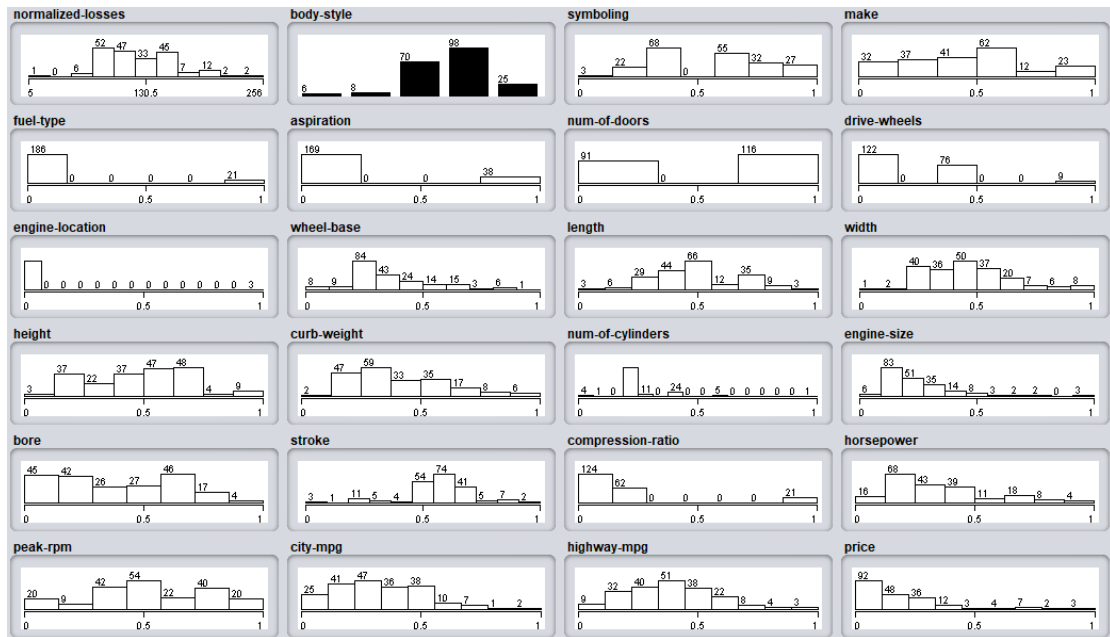 normalized-losses body-style symboling make
1 0 6 52 47 33 45 7 12 2 2
5 130.5 256
6 8 70 98 25
3 22 68 0 55 32 27
0 0.5 1
32 37 41 62 12 23
0 0.5 1
fuel-type aspiration num-of-doors drive-wheels
186 0 0 0 0 21
0 0.5 1
169 0 0 38
0 0.5 1
91 0 116
0 0.5 1
122 0 76 0 0 9
0 0.5 1
engine-location wheel-base length width
0 0 0 0 0 0 0 0 0 0 0 3
0 0.5 1
8 9 84 43 24 14 15 3 6 1
0 0.5 1
3 6 29 44 66 12 35 9 3
0 0.5 1
1 2 40 36 50 37 20 7 6 8
0 0.5 1
height curb-weight num-of-cylinders engine-size
3 37 22 37 47 48 4 9
0 0.5 1
2 47 59 33 35 17 8 6
0 0.5 1
4 1 0 11 0 24 0 0 5 0 0 0 0 0 1
0 0.5 1
6 83 51 35 14 8 3 2 2 0 3
0 0.5 1
bore stroke compression-ratio horsepower
45 42 26 27 46 17 4
0 0.5 1
3 1 11 5 4 54 74 41 5 7 2
0 0.5 1
124 62 0 0 0 0 21
0 0.5 1
16 68 43 39 11 18 8 4
0 0.5 1
peak-rpm city-mpg highway-mpg price
20 9 42 54 22 40 20
0 0.5 1
25 41 47 36 38 10 7 1 2
0 0.5 1
9 32 40 51 38 22 8 4 3
0 0.5 1
92 48 36 12 3 4 7 2 3
0 0.5 1